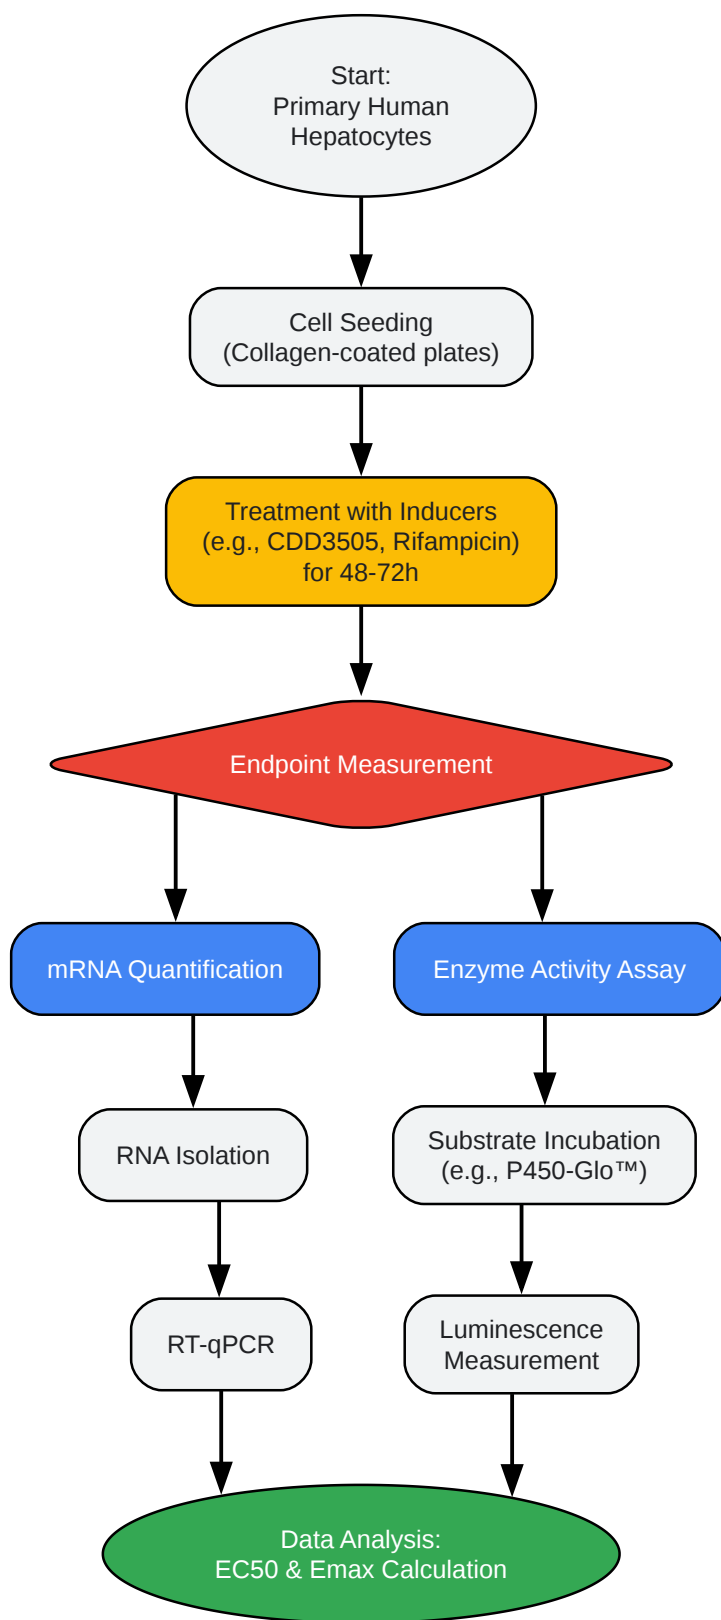 Start:
Primary Human
Hepatocytes
Cell Seeding
(Collagen-coated plates)
Treatment with Inducers
(e.g., CDD3505, Rifampicin)
for 48-72h
Endpoint Measurement
mRNA Quantification
Enzyme Activity Assay
RNA Isolation
Substrate Incubation
(e.g., P450-Glo™)
RT-qPCR
Luminescence
Measurement
Data Analysis:
EC50 & Emax Calculation